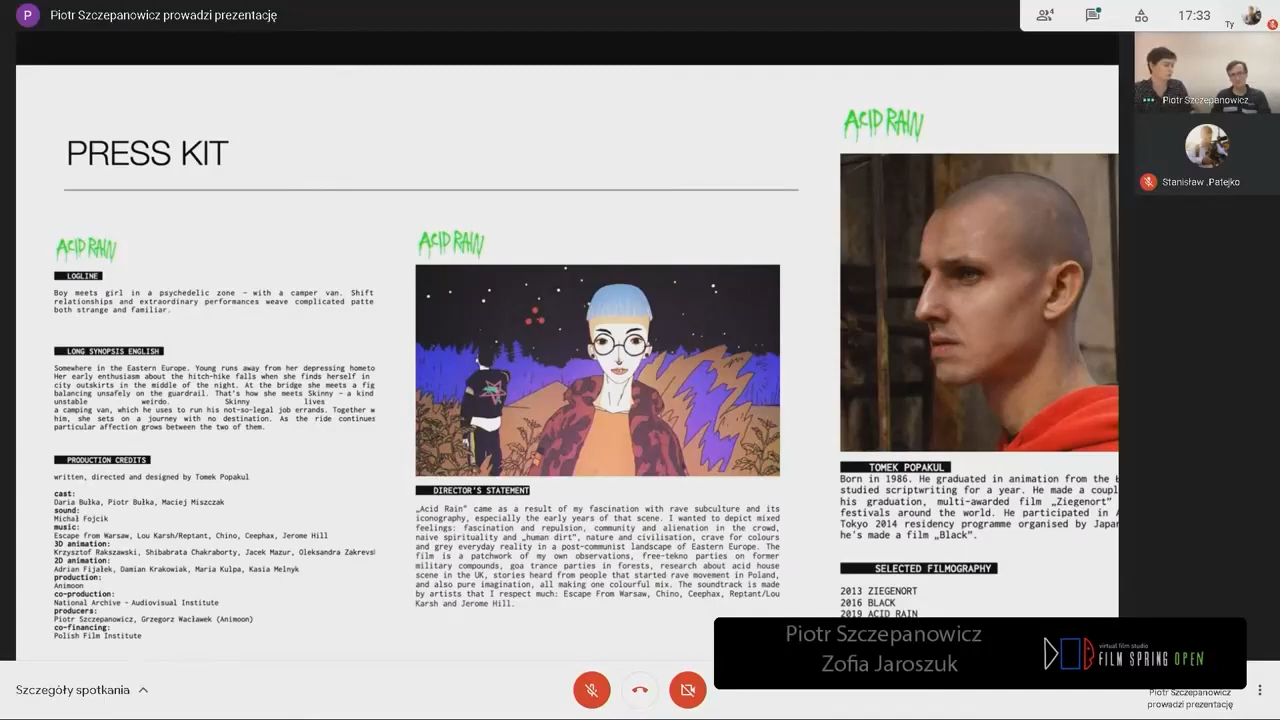 P
Piotr Szczepanowicz prowadzi prezentację
4
17:33
Ty
Piotr Szczepanowicz
Stanisław .Patejko
PRESS KIT
ACID RAIN
LOGLINE
Boy meets girl in a psychedelic zone – with a camper van. Shift
relationships and extraordinary performances weave complicated patte
both strange and familiar.
LONG SYNOPSIS ENGLISH
Somewhere in the Eastern Europe. Young runs away from her depressing hometo
Her early enthusiasm about the hitch-hike falls when she finds herself in
city outskirts in the middle of the night. At the bridge she meets a fig
balancing unsafely on the guardrail. That's how she meets Skinny – a kind
unstable weirdo. Skinny lives
a camping van, which he uses to run his not-so-legal job errands. Together w
him, she sets on a journey with no destination. As the ride continues
particular affection grows between the two of them.
PRODUCTION CREDITS
written, directed and designed by Tomek Popakul
cast:
Daria Bułka, Piotr Bułka, Maciej Miszczak
sound:
Michał Fojcik
music:
Escape from Warsaw, Lou Karsh/Reptant, Chino, Ceephax, Jerome Hill
3D animation:
Krzysztof Rakszawski, Shibabrata Chakraborty, Jacek Mazur, Oleksandra Zakrevsl
2D animation:
Adrian Fijałek, Damian Krakowiak, Maria Kulpa, Kasia Melnyk
production:
Animoon
co-production:
National Archive – Audiovisual Institute
producers:
Piotr Szczepanowicz, Grzegorz Wacławek (Animoon)
co-financing:
Polish Film Institute
ACID RAIN
DIRECTOR'S STATEMENT
„Acid Rain" came as a result of my fascination with rave subculture and its
iconography, especially the early years of that scene. I wanted to depict mixed
feelings: fascination and repulsion, community and alienation in the crowd,
naive spirituality and „human dirt", nature and civilisation, crave for colours
and grey everyday reality in a post-communist landscape of Eastern Europe. The
film is a patchwork of my own observations, free-tekno parties on former
military compounds, goa trance parties in forests, research about acid house
scene in the UK, stories heard from people that started rave movement in Poland,
and also pure imagination, all making one colourful mix. The soundtrack is made
by artists that I respect much: Escape From Warsaw, Chino, Ceephax, Reptant/Lou
Karsh and Jerome Hill.
ACID RAIN
TOMEK POPAKUL
Born in 1986. He graduated in animation from the
studied scriptwriting for a year. He made a coupl
his graduation, multi-awarded film „Ziegenort"
festivals around the world. He participated in
Tokyo 2014 residency programme organised by Japan
he's made a film „Black".
SELECTED FILMOGRAPHY
2013 ZIEGENORT
2016 BLACK
2019 ACID RAIN
Piotr Szczepanowicz
Zofia Jaroszuk
virtual film studio
FILM SPRING OPEN
Szczegóły spotkania
Piotr Szczepanowicz
prowadzi prezentację